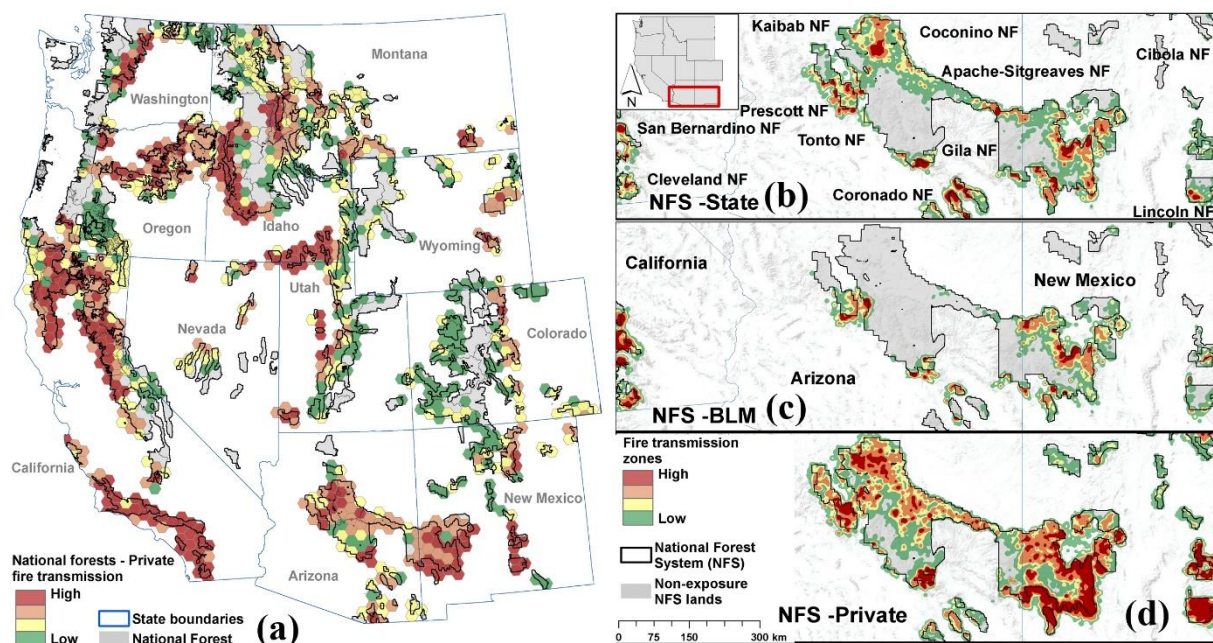 Montana
Washington
Oregon
Idaho
Wyoming
Utah
Nevada
Colorado
California
New Mexico
Arizona
National forests - Private
fire transmission
High
Low
State boundaries
National Forest
(a)
Kaibab NF
Coconino NF
Cibola NF
Apache-Sitgreaves NF
N
Prescott NF
San Bernardino NF
Tonto NF
Gila NF
Cleveland NF
Coronado NF
NFS -State
(b)
Lincoln NF
California
New Mexico
Arizona
NFS -BLM
(c)
Fire transmission
zones
High
Low
National Forest
System (NFS)
Non-exposure
NFS lands
0 75 150 300 km
NFS -Private
(d)